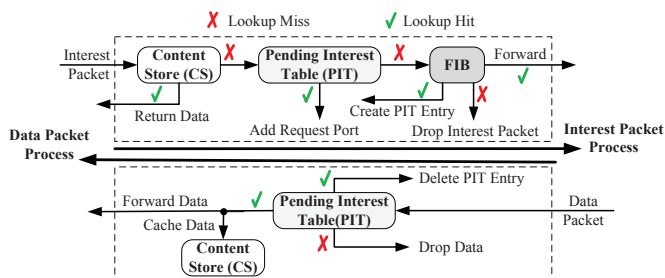 Lookup Miss
Lookup Hit
Interest
Packet
Content
Store (CS)
Pending Interest
Table (PIT)
FIB
Forward
Return Data
Add Request Port
Create PIT Entry
Drop Interest Packet
Data Packet
Process
Interest Packet
Process
Forward Data
Cache Data
Content
Store (CS)
Pending Interest
Table(PIT)
Delete PIT Entry
Drop Data
Data
Packet